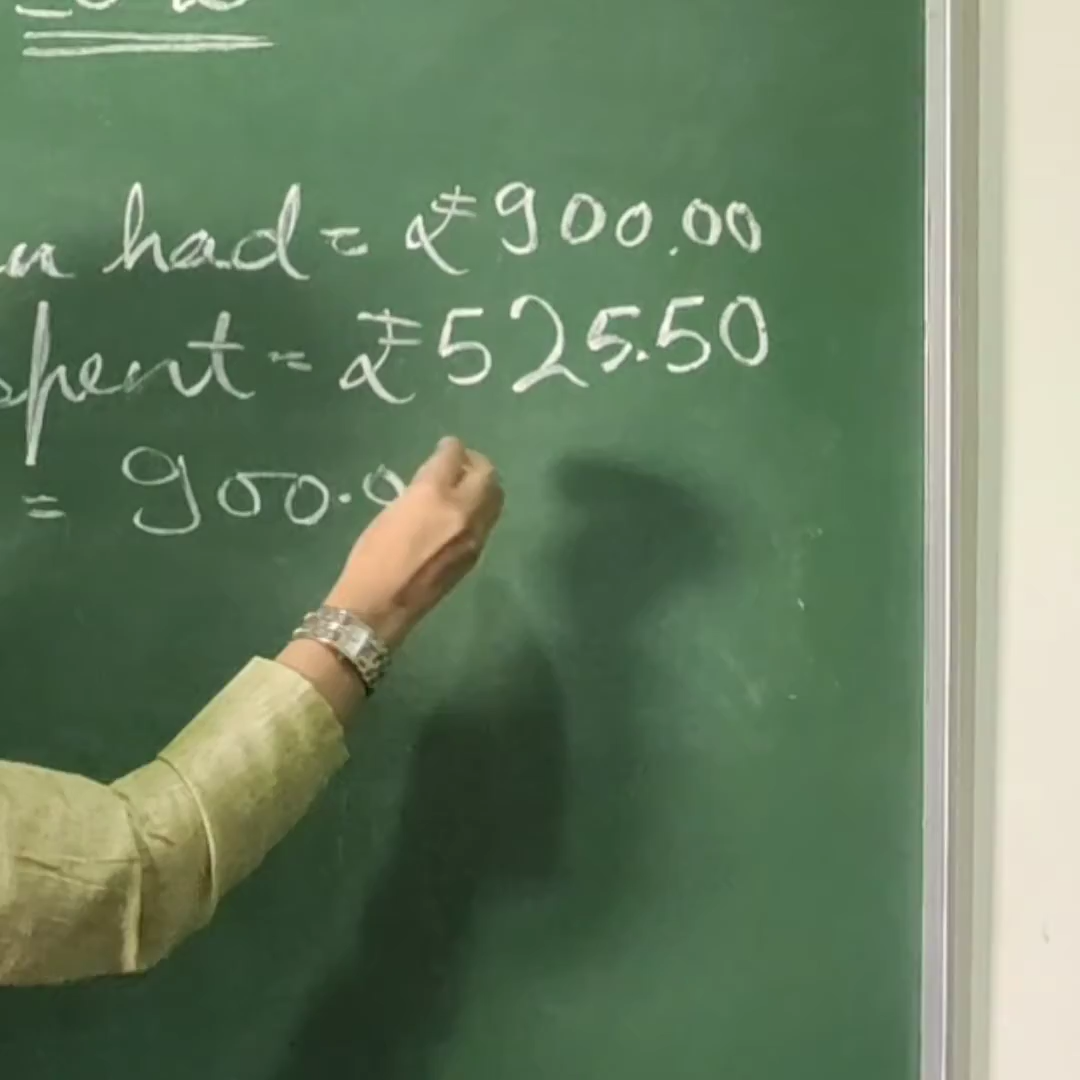 had = ₹900.00
spent = ₹525.50
= 900.0